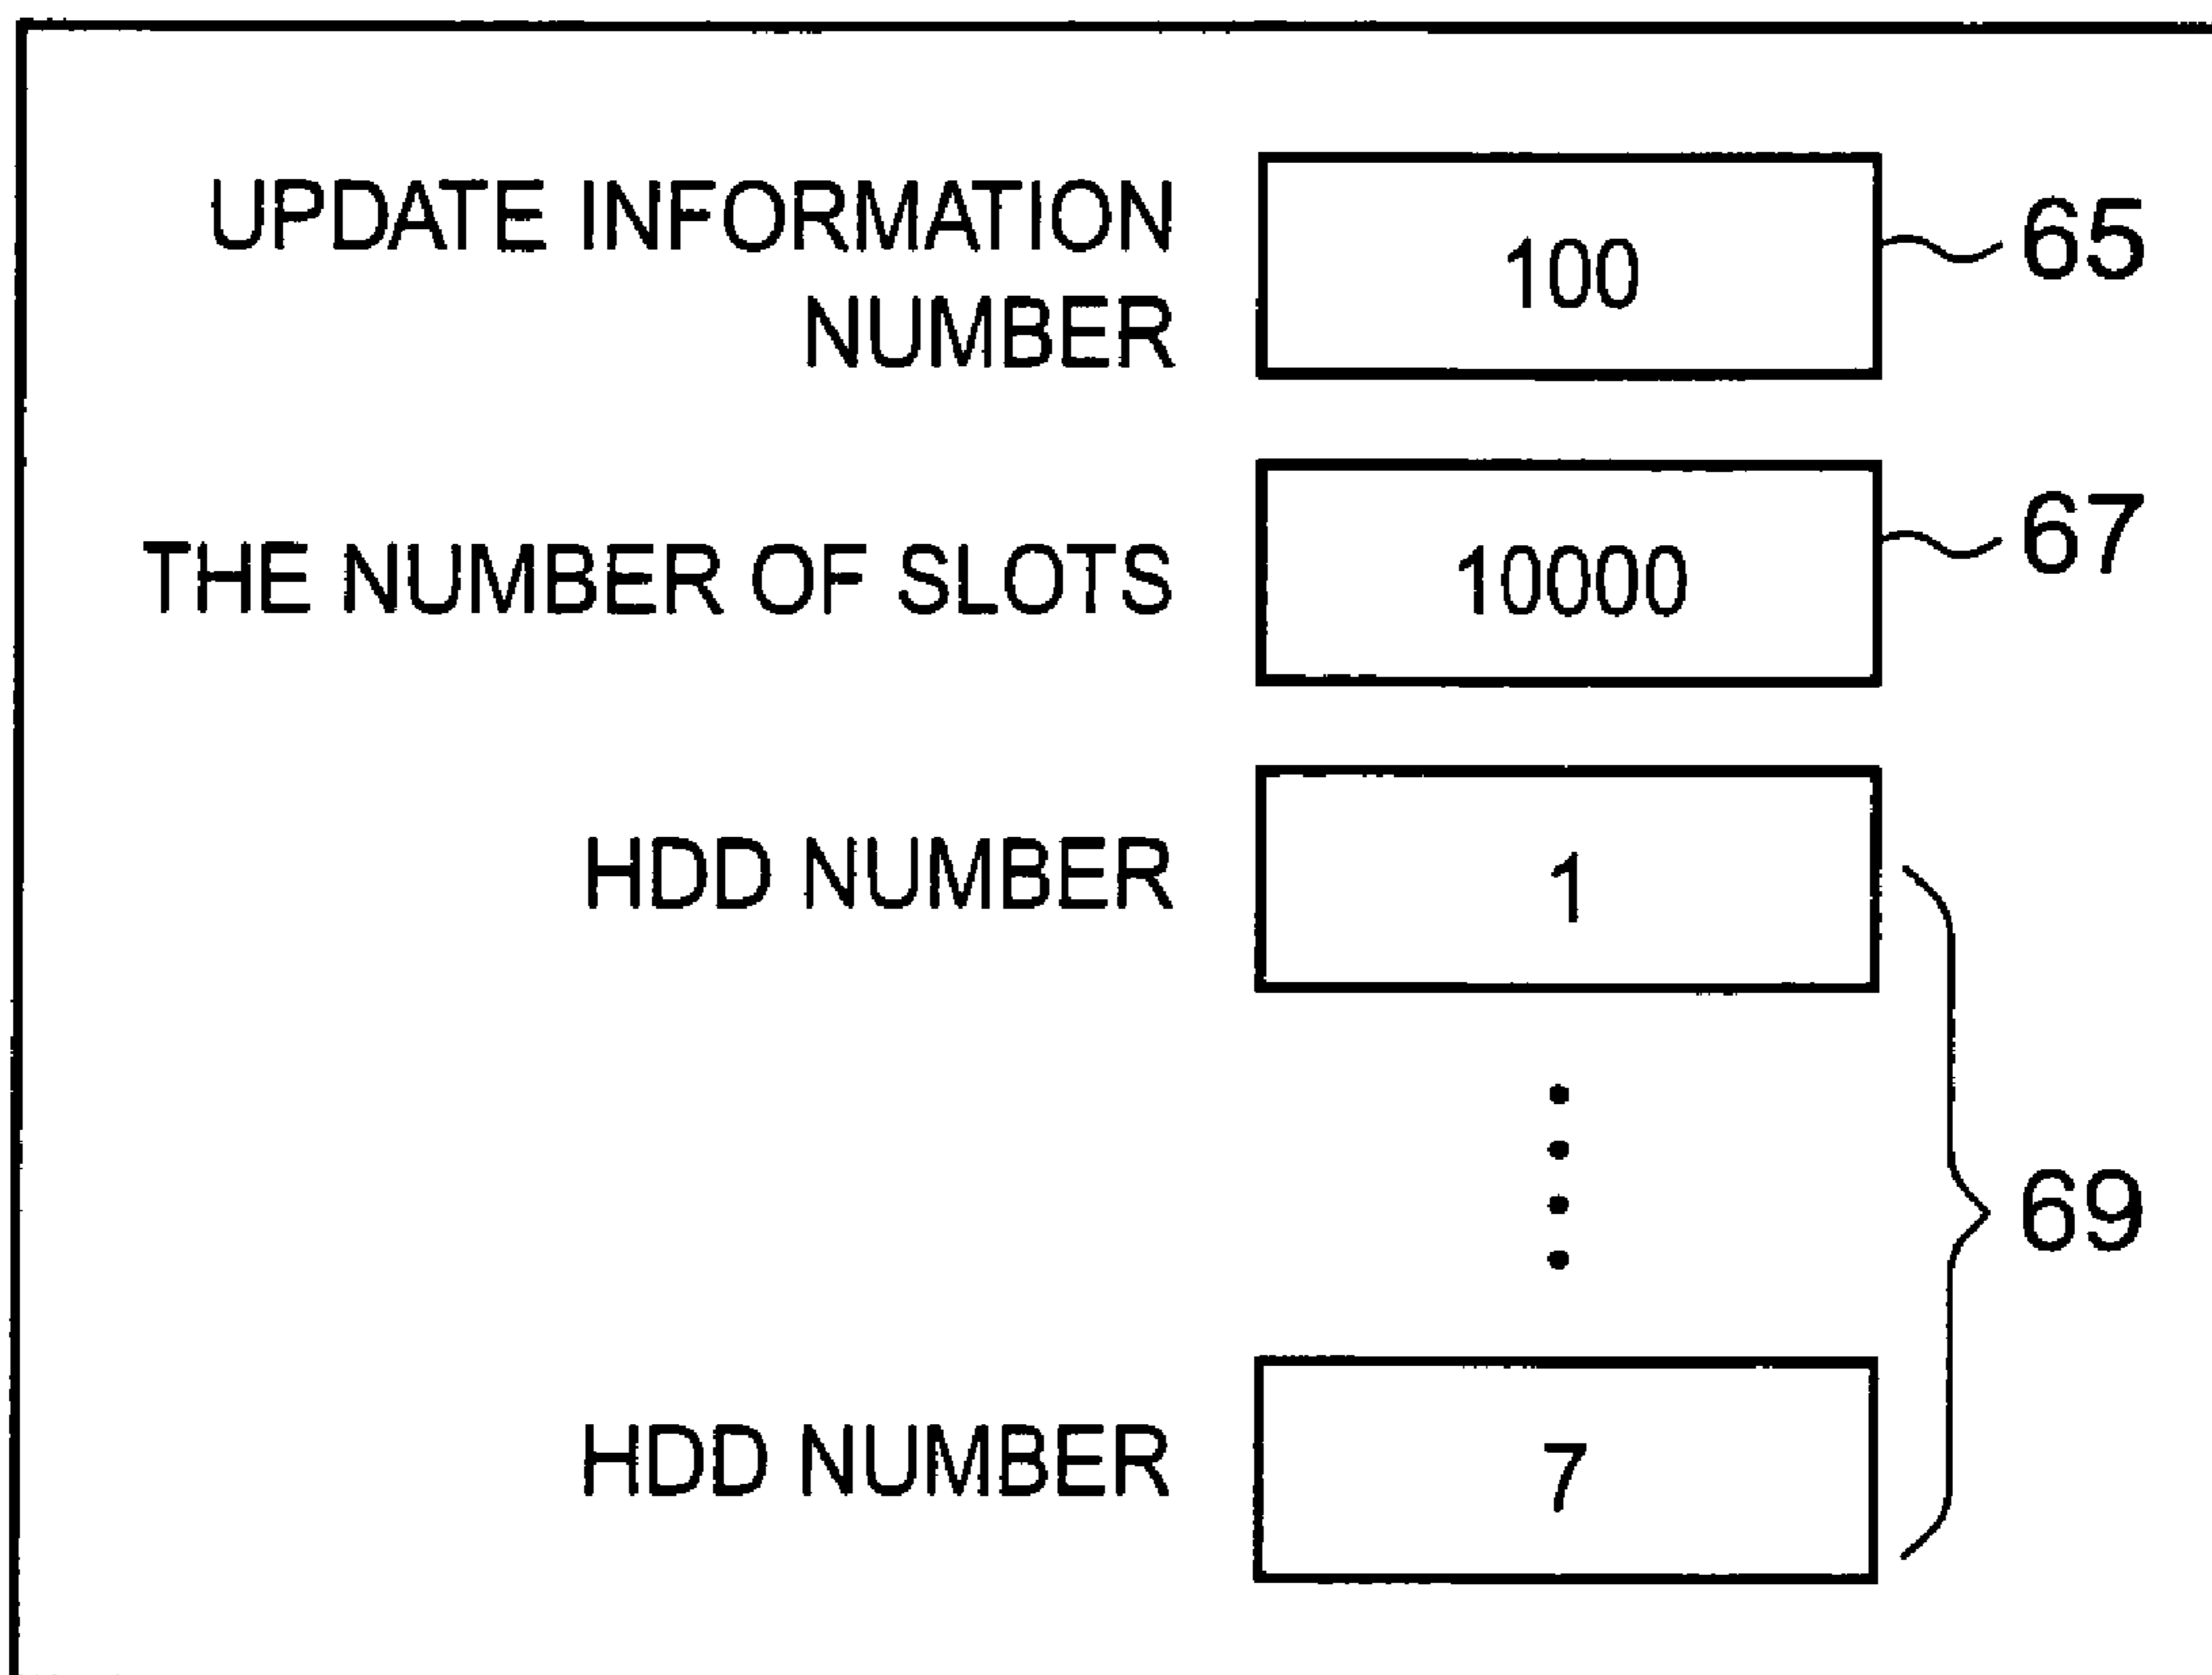 UPDATE INFORMATION
NUMBER
100
65
THE NUMBER OF SLOTS
10000
67
HDD NUMBER
1
69
HDD NUMBER
7